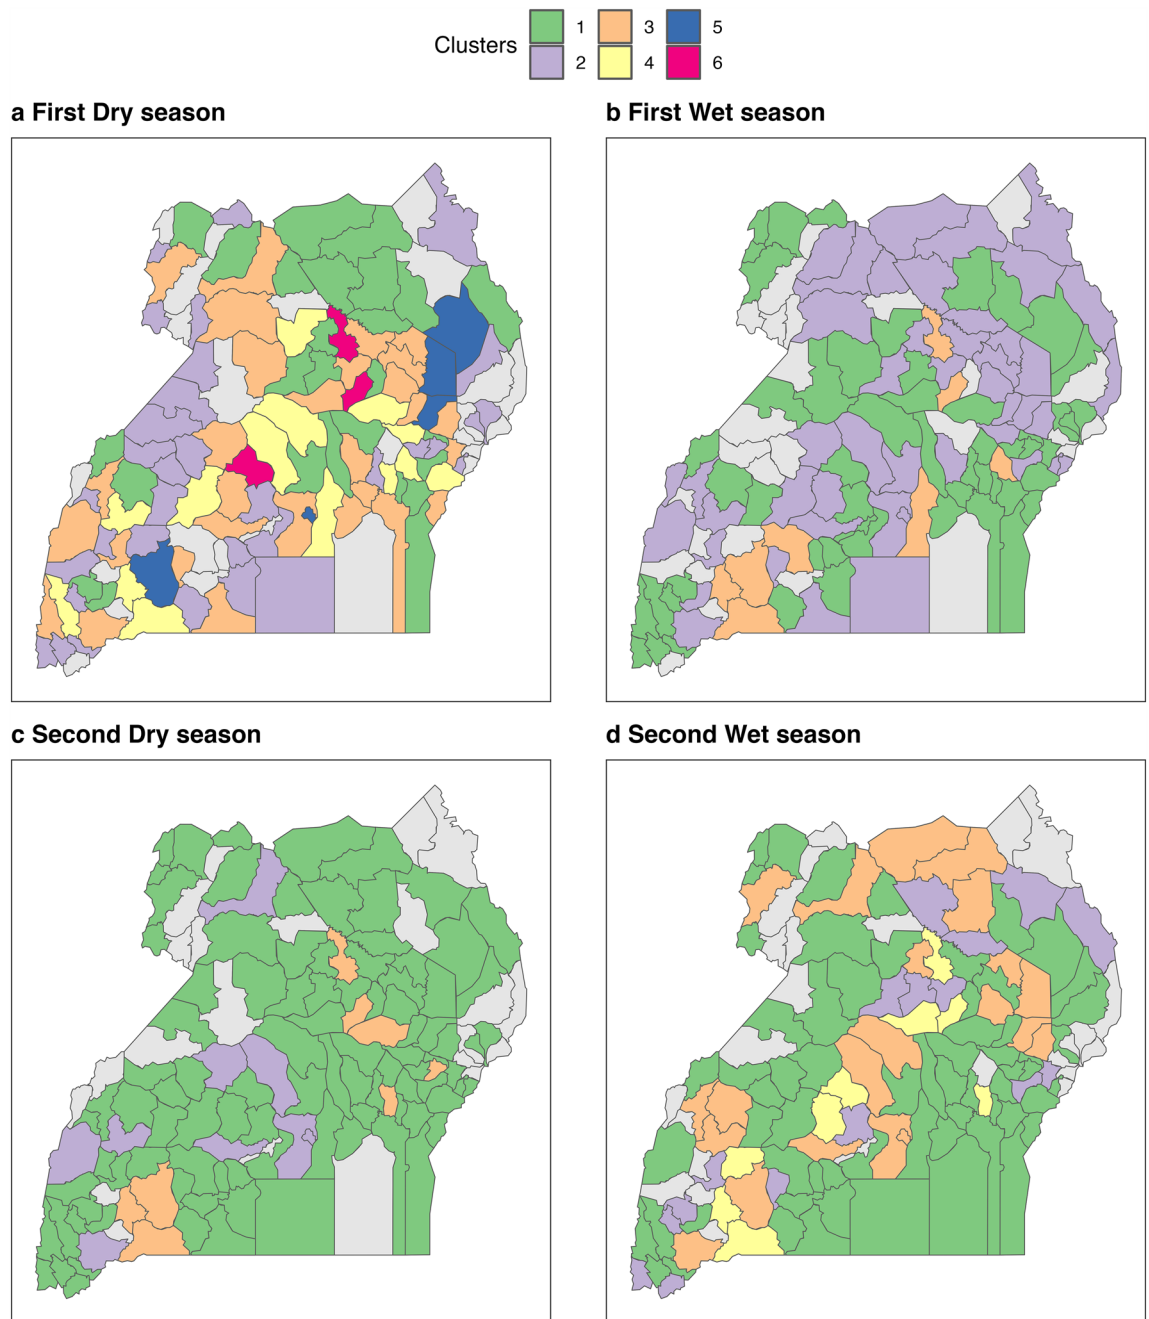 Clusters
1 3 5
2 4 6
a First Dry season
b First Wet season
c Second Dry season
d Second Wet season